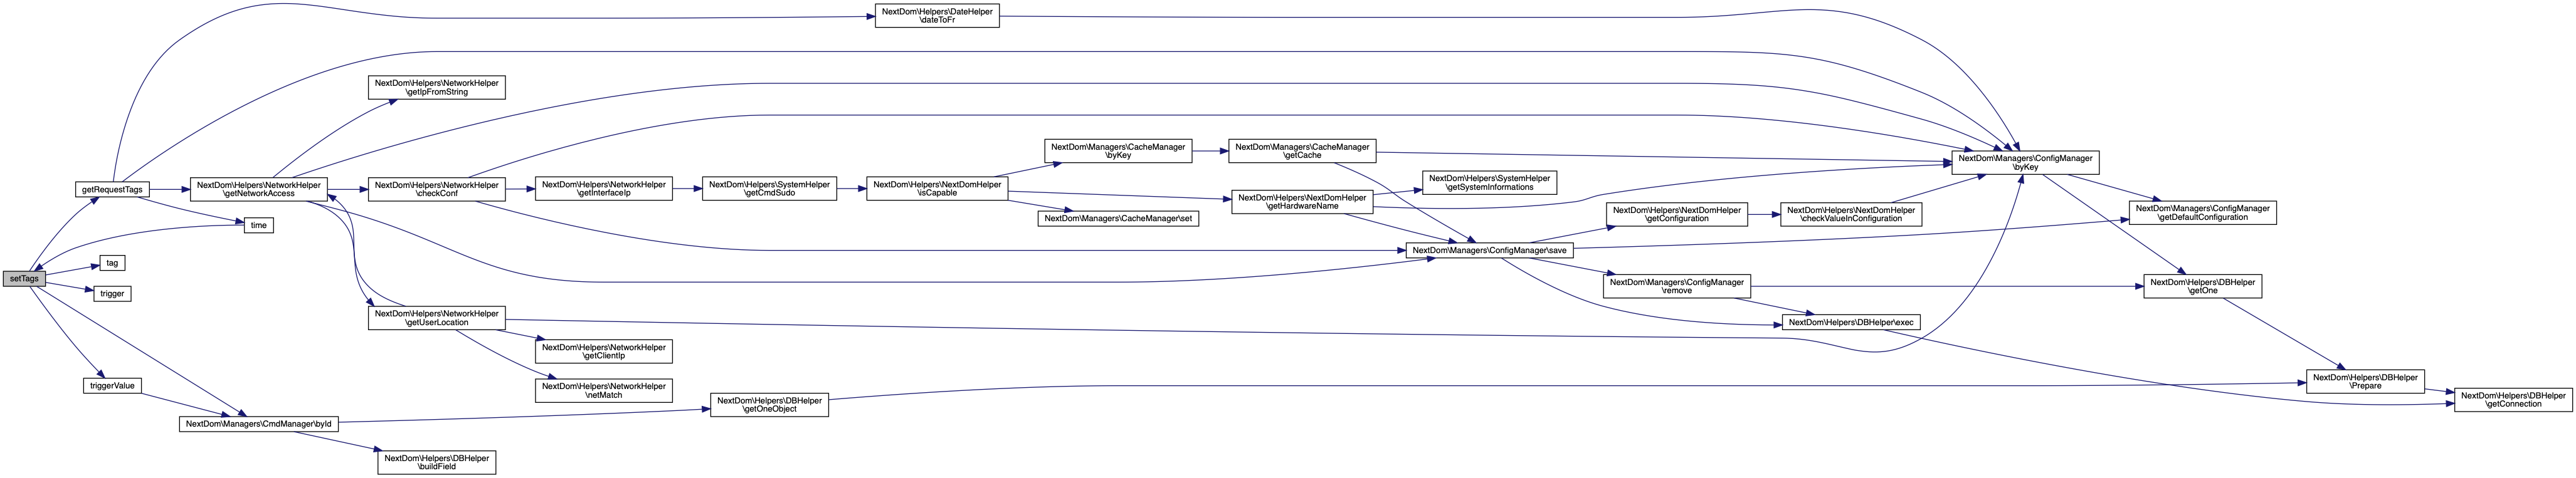 NextDom\Helpers\DateHelper
\dateToFr
NextDom\Helpers\NetworkHelper
\getIpFromString
NextDom\Managers\CacheManager
\byKey
NextDom\Managers\CacheManager
\getCache
NextDom\Managers\ConfigManager
\byKey
getRequestTags
NextDom\Helpers\NetworkHelper
\getNetworkAccess
NextDom\Helpers\NetworkHelper
\checkConf
NextDom\Helpers\NetworkHelper
\getInterfaceIp
NextDom\Helpers\SystemHelper
\getCmdSudo
NextDom\Helpers\NextDomHelper
\isCapable
NextDom\Helpers\NextDomHelper
\getHardwareName
NextDom\Helpers\SystemHelper
\getSystemInformations
NextDom\Managers\CacheManager\set
NextDom\Helpers\NextDomHelper
\getConfiguration
NextDom\Helpers\NextDomHelper
\checkValueInConfiguration
NextDom\Managers\ConfigManager
\getDefaultConfiguration
time
NextDom\Managers\ConfigManager\save
tag
setTags
trigger
NextDom\Managers\ConfigManager
\remove
NextDom\Helpers\DBHelper
\getOne
NextDom\Helpers\NetworkHelper
\getUserLocation
NextDom\Helpers\DBHelper\exec
NextDom\Helpers\NetworkHelper
\getClientIp
triggerValue
NextDom\Helpers\NetworkHelper
\netMatch
NextDom\Helpers\DBHelper
\Prepare
NextDom\Helpers\DBHelper
\getConnection
NextDom\Helpers\DBHelper
\getOneObject
NextDom\Managers\CmdManager\byId
NextDom\Helpers\DBHelper
\buildField